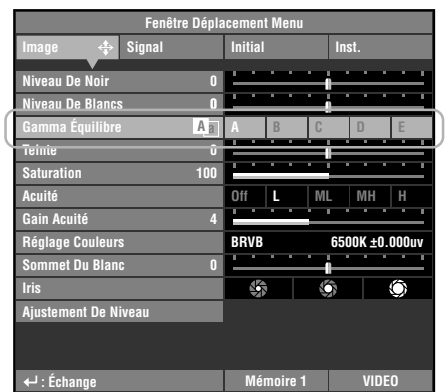 Fenêtre Déplacement Menu
Image Signal Initial Inst.
Niveau De Noir 0
Niveau De Blancs 0
Gamma Équilibre Aa A B C D E
Teinte 0
Saturation 100
Acuité Off L ML MH H
Gain Acuité 4
Réglage Couleurs BRVB 6500K ±0.000uv
Sommet Du Blanc 0
Iris
Ajustement De Niveau
↵ : Échange Mémoire 1 VIDEO